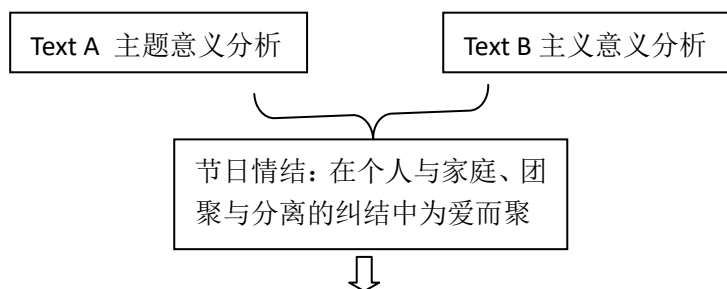 Text A 主题意义分析
Text B 主义意义分析
节日情结：在个人与家庭、团
聚与分离的纠结中为爱而聚